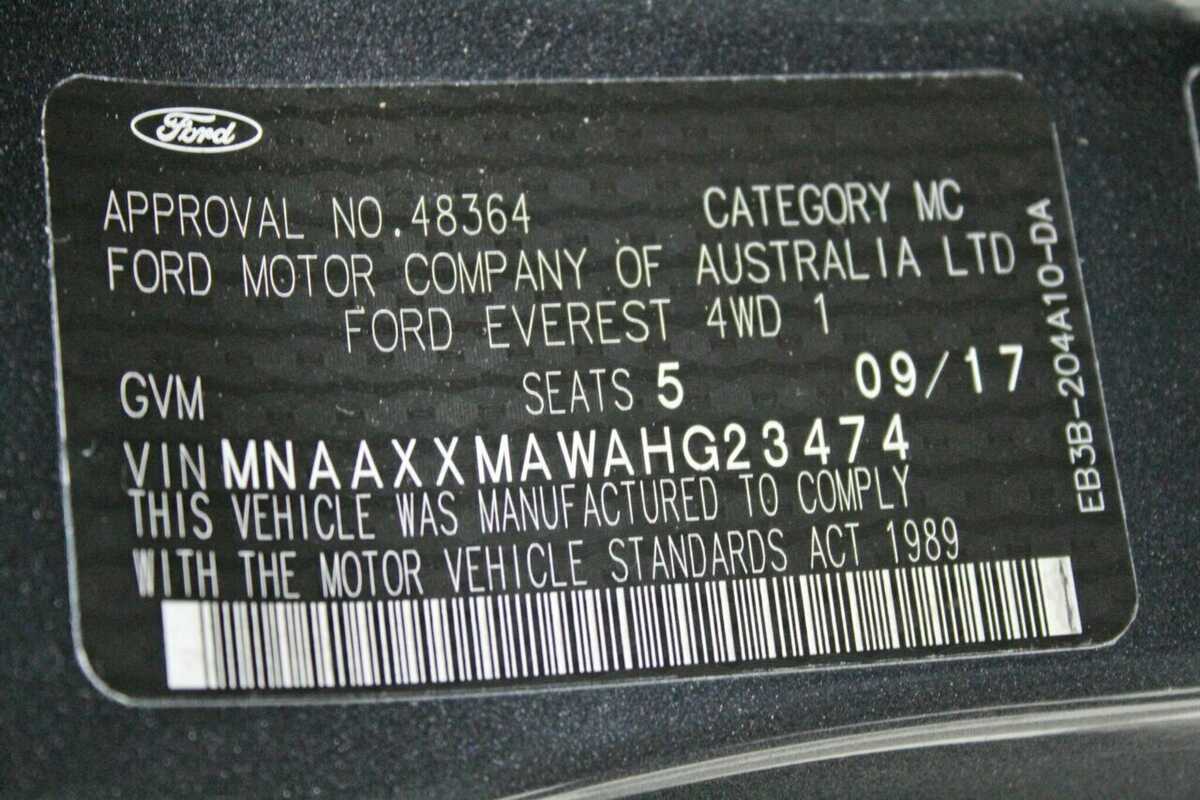 Ford
APPROVAL NO.48364 CATEGORY MC
FORD MOTOR COMPANY OF AUSTRALIA LTD
FORD EVEREST 4WD 1
GVM SEATS 5 09/17
VIN MNAAXXMAWAHG23474
THIS VEHICLE WAS MANUFACTURED TO COMPLY
WITH THE MOTOR VEHICLE STANDARDS ACT 1989
EB3B-204A10-DA